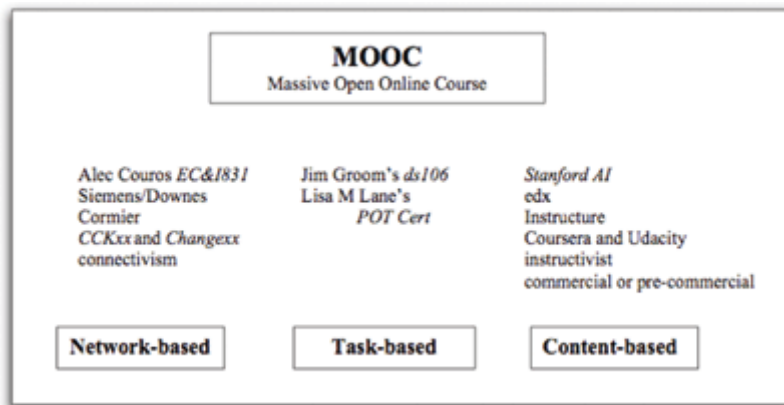 MOOC
Massive Open Online Course
Alec Couros EC&I831
Siemens/Downes
Cormier
CCKxx and Changexx
connectivism
Jim Groom's ds106
Lisa M Lane's
POT Cert
Stanford AI
edx
Instructure
Coursera and Udacity
instructivist
commercial or pre-commercial
Network-based
Task-based
Content-based